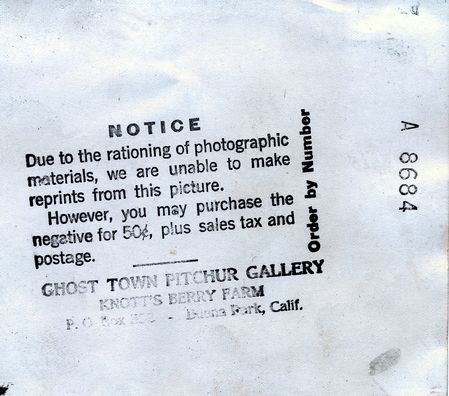 NOTICE
Due to the rationing of photographic
materials, we are unable to make
reprints from this picture.
However, you may purchase the
negative for 50¢, plus sales tax and
postage.
Order by Number
A 8684
GHOST TOWN PITCHUR GALLERY
KNOTT'S BERRY FARM
P. O. Box - Buena Park, Calif.